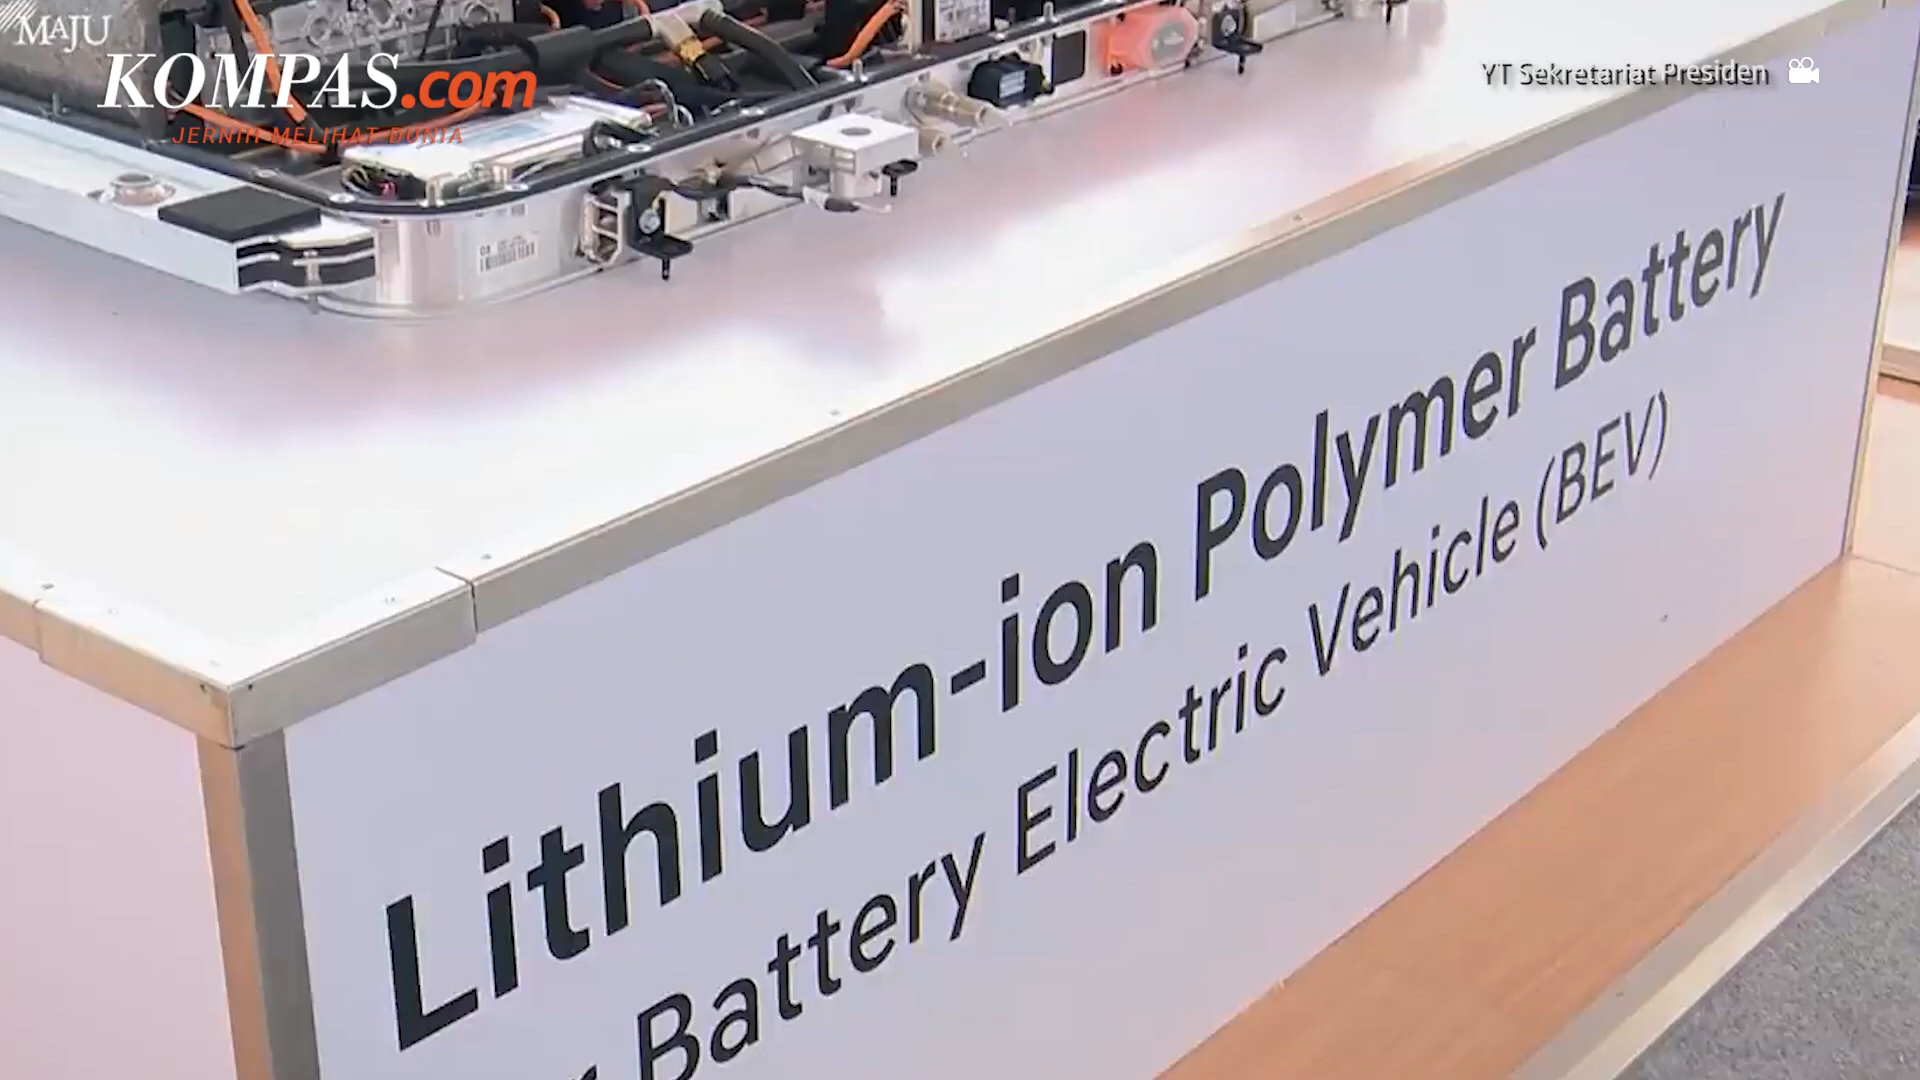 MAJU
KOMPAS.com
JERNIH MELIHAT DUNIA
YT Sekretariat Presiden
Lithium-ion Polymer Battery
Battery Electric Vehicle (BEV)